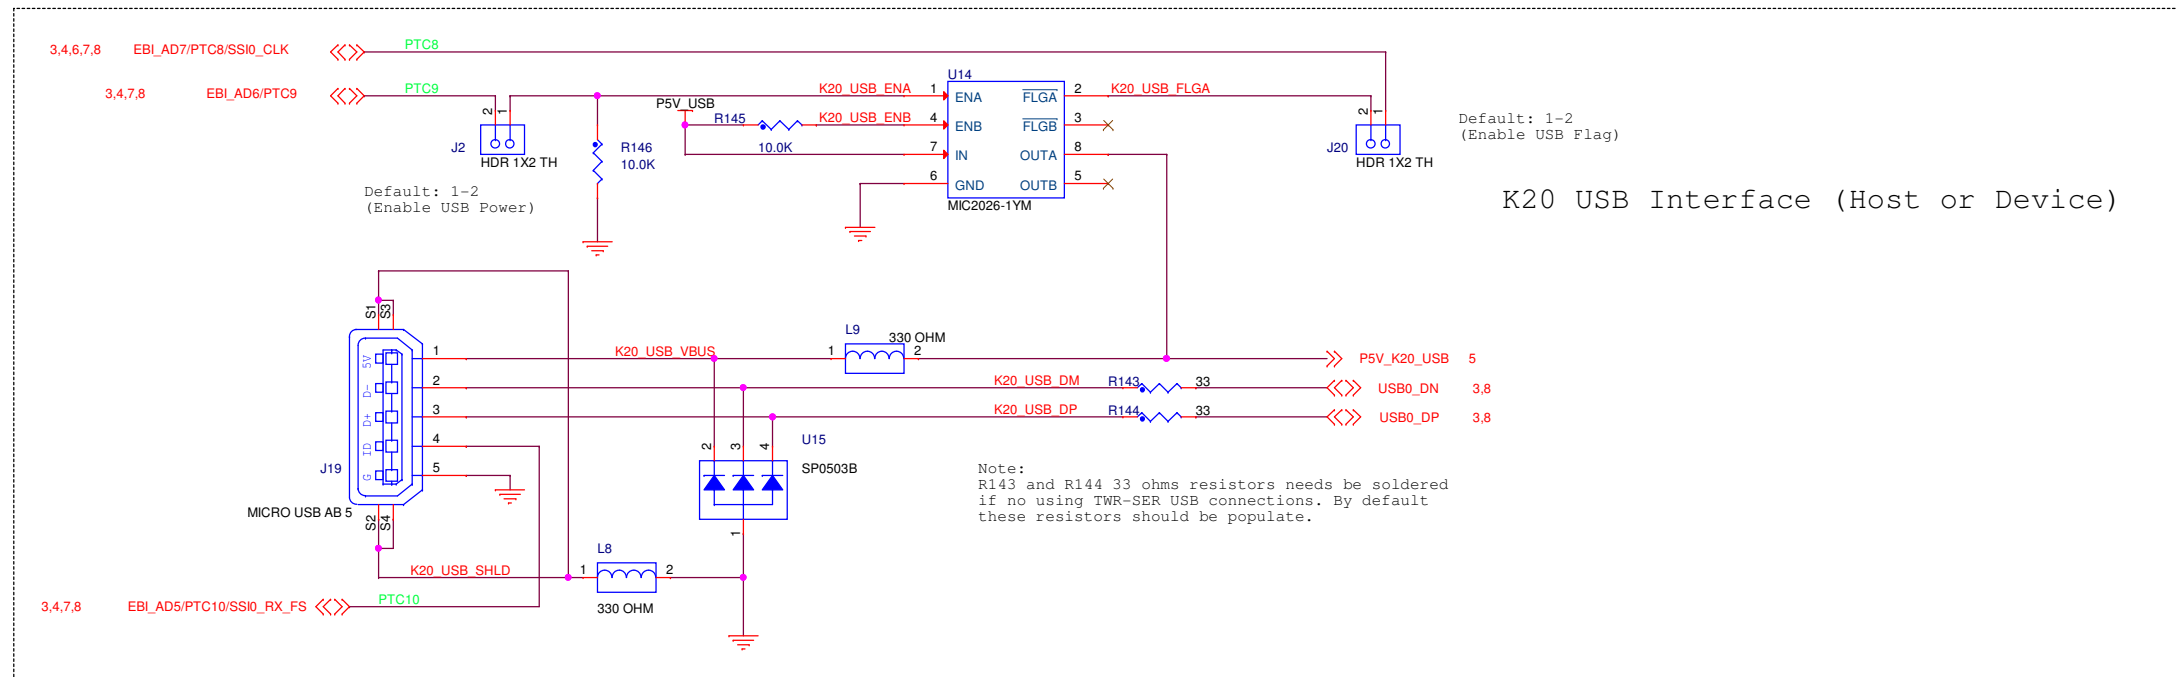 3,4,6,7,8 EBI_AD7/PTC8/SSI0_CLK PTC8
3,4,7,8 EBI_AD6/PTC9 PTC9
2 1
J2
HDR 1X2 TH
Default: 1-2
(Enable USB Power)
R146
10.0K
P5V_USB
R145
10.0K
K20_USB_ENA
K20_USB_ENB
U14
1 ENA FLGA 2
4 ENB FLGB 3
7 IN OUTA 8
6 GND OUTB 5
MIC2026-1YM
K20_USB_FLGA
2 1
J20
HDR 1X2 TH
Default: 1-2
(Enable USB Flag)
K20 USB Interface (Host or Device)
S1 S3
5V 1
D- 2
D+ 3
ID 4
G 5
J19
MICRO USB AB 5
S2 S4
K20_USB_VBUS
L9
1 2
330 OHM
P5V_K20_USB 5
K20_USB_DM R143 33 USB0_DN 3,8
K20_USB_DP R144 33 USB0_DP 3,8
2 3 4
U15
SP0503B
1
Note:
R143 and R144 33 ohms resistors needs be soldered
if no using TWR-SER USB connections. By default
these resistors should be populate.
K20_USB_SHLD
L8
1 2
330 OHM
3,4,7,8 EBI_AD5/PTC10/SSI0_RX_FS PTC10